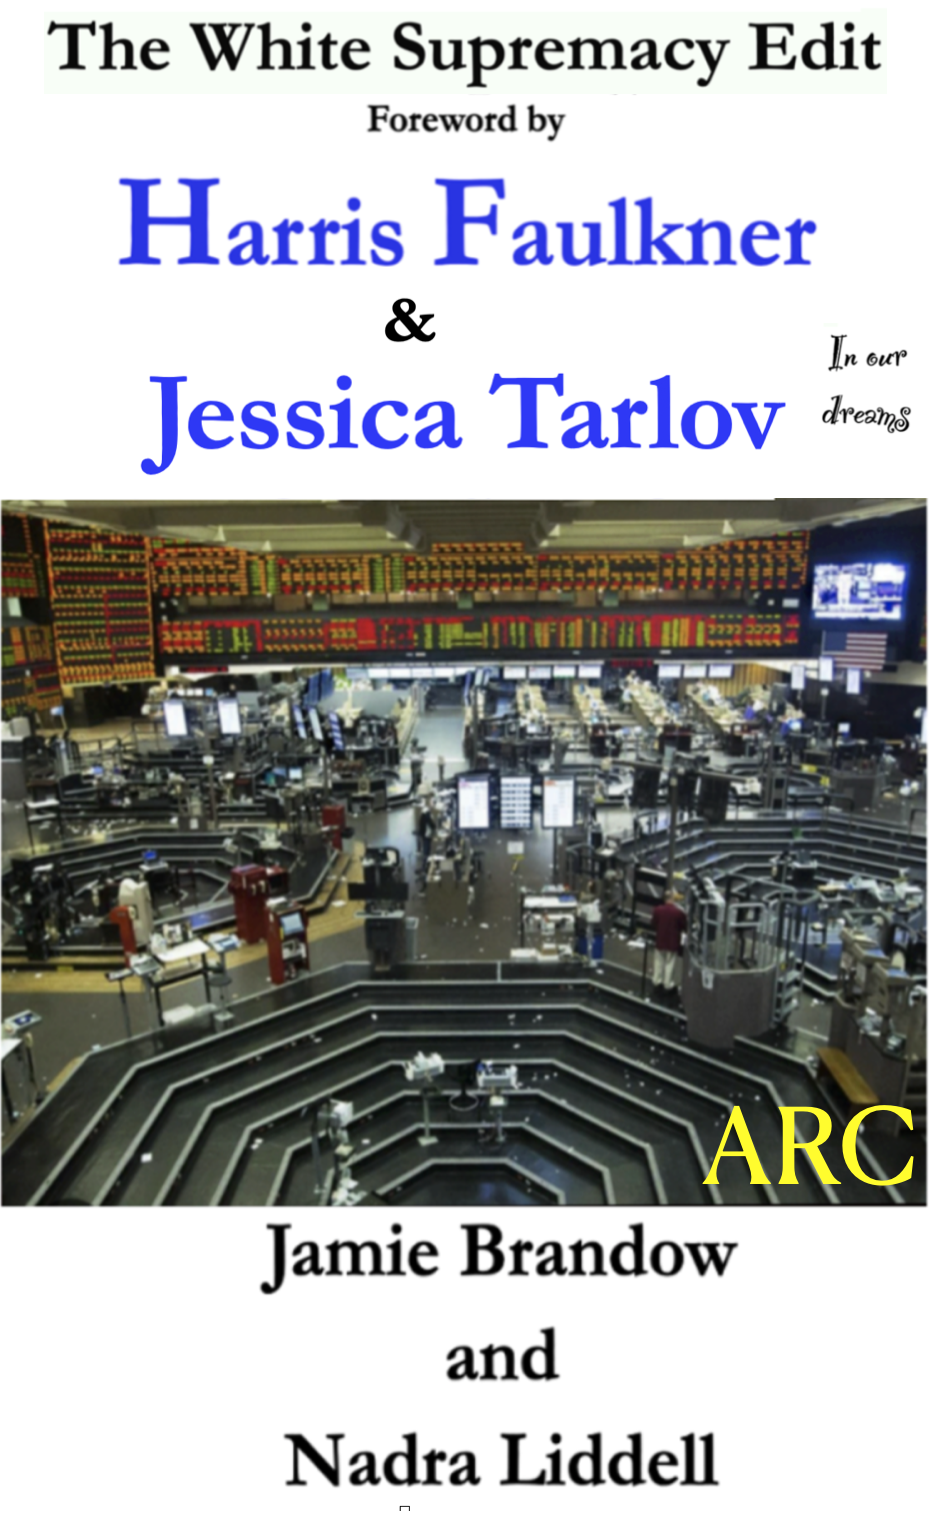 The White Supremacy Edit
Foreword by
Harris Faulkner
&
Jessica Tarlov
In our
dreams
ARC
Jamie Brandow
and
Nadra Liddell